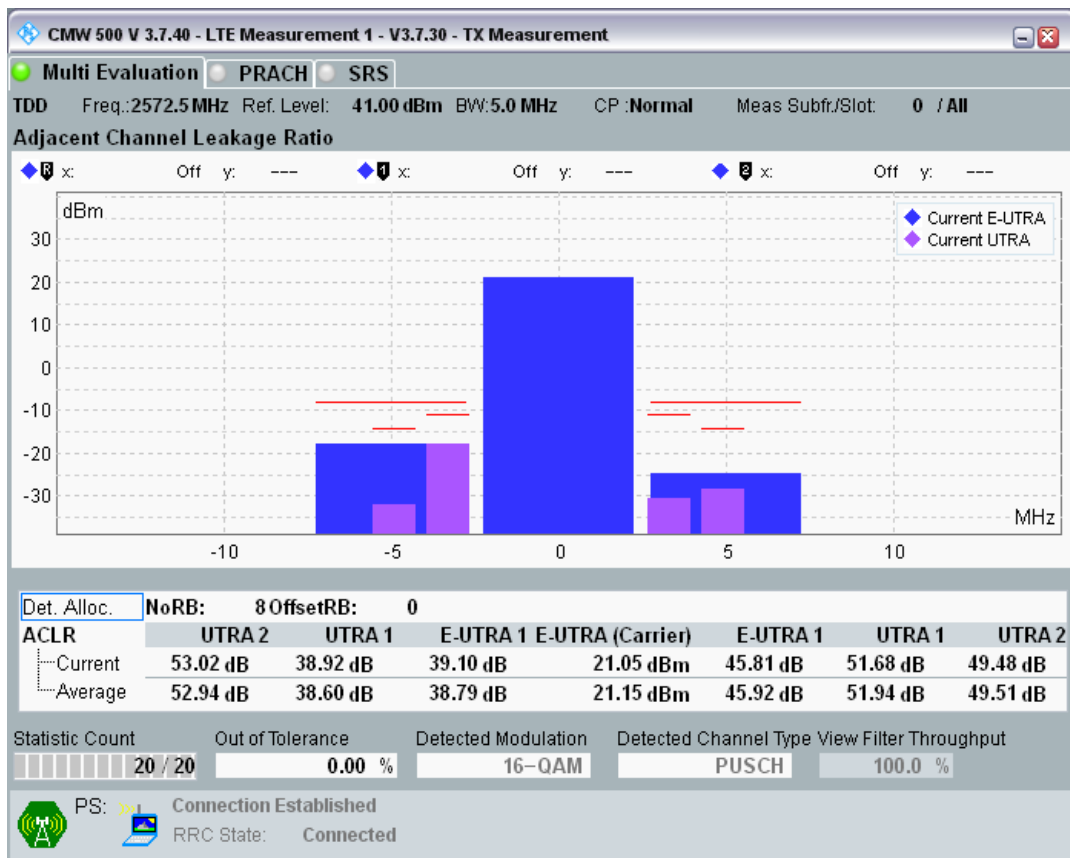 CMW 500 V 3.7.40 - LTE Measurement 1 - V3.7.30 - TX Measurement
Multi Evaluation PRACH SRS
TDD Freq.:2572.5 MHz Ref. Level: 41.00 dBm BW:5.0 MHz CP :Normal Meas Subfr./Slot: 0 / All
Adjacent Channel Leakage Ratio
R x: Off y: --- 1 x: Off y: --- 2 x: Off y: ---
dBm
Current E-UTRA
Current UTRA
30
20
10
0
-10
-20
-30
MHz
-10 -5 0 5 10
Det. Alloc. NoRB: 8 OffsetRB: 0
ACLR UTRA 2 UTRA 1 E-UTRA 1 E-UTRA (Carrier) E-UTRA 1 UTRA 1 UTRA 2
Current 53.02 dB 38.92 dB 39.10 dB 21.05 dBm 45.81 dB 51.68 dB 49.48 dB
Average 52.94 dB 38.60 dB 38.79 dB 21.15 dBm 45.92 dB 51.94 dB 49.51 dB
Statistic Count Out of Tolerance Detected Modulation Detected Channel Type View Filter Throughput
20 / 20 0.00 % 16-QAM PUSCH 100.0 %
PS: Connection Established
RRC State: Connected